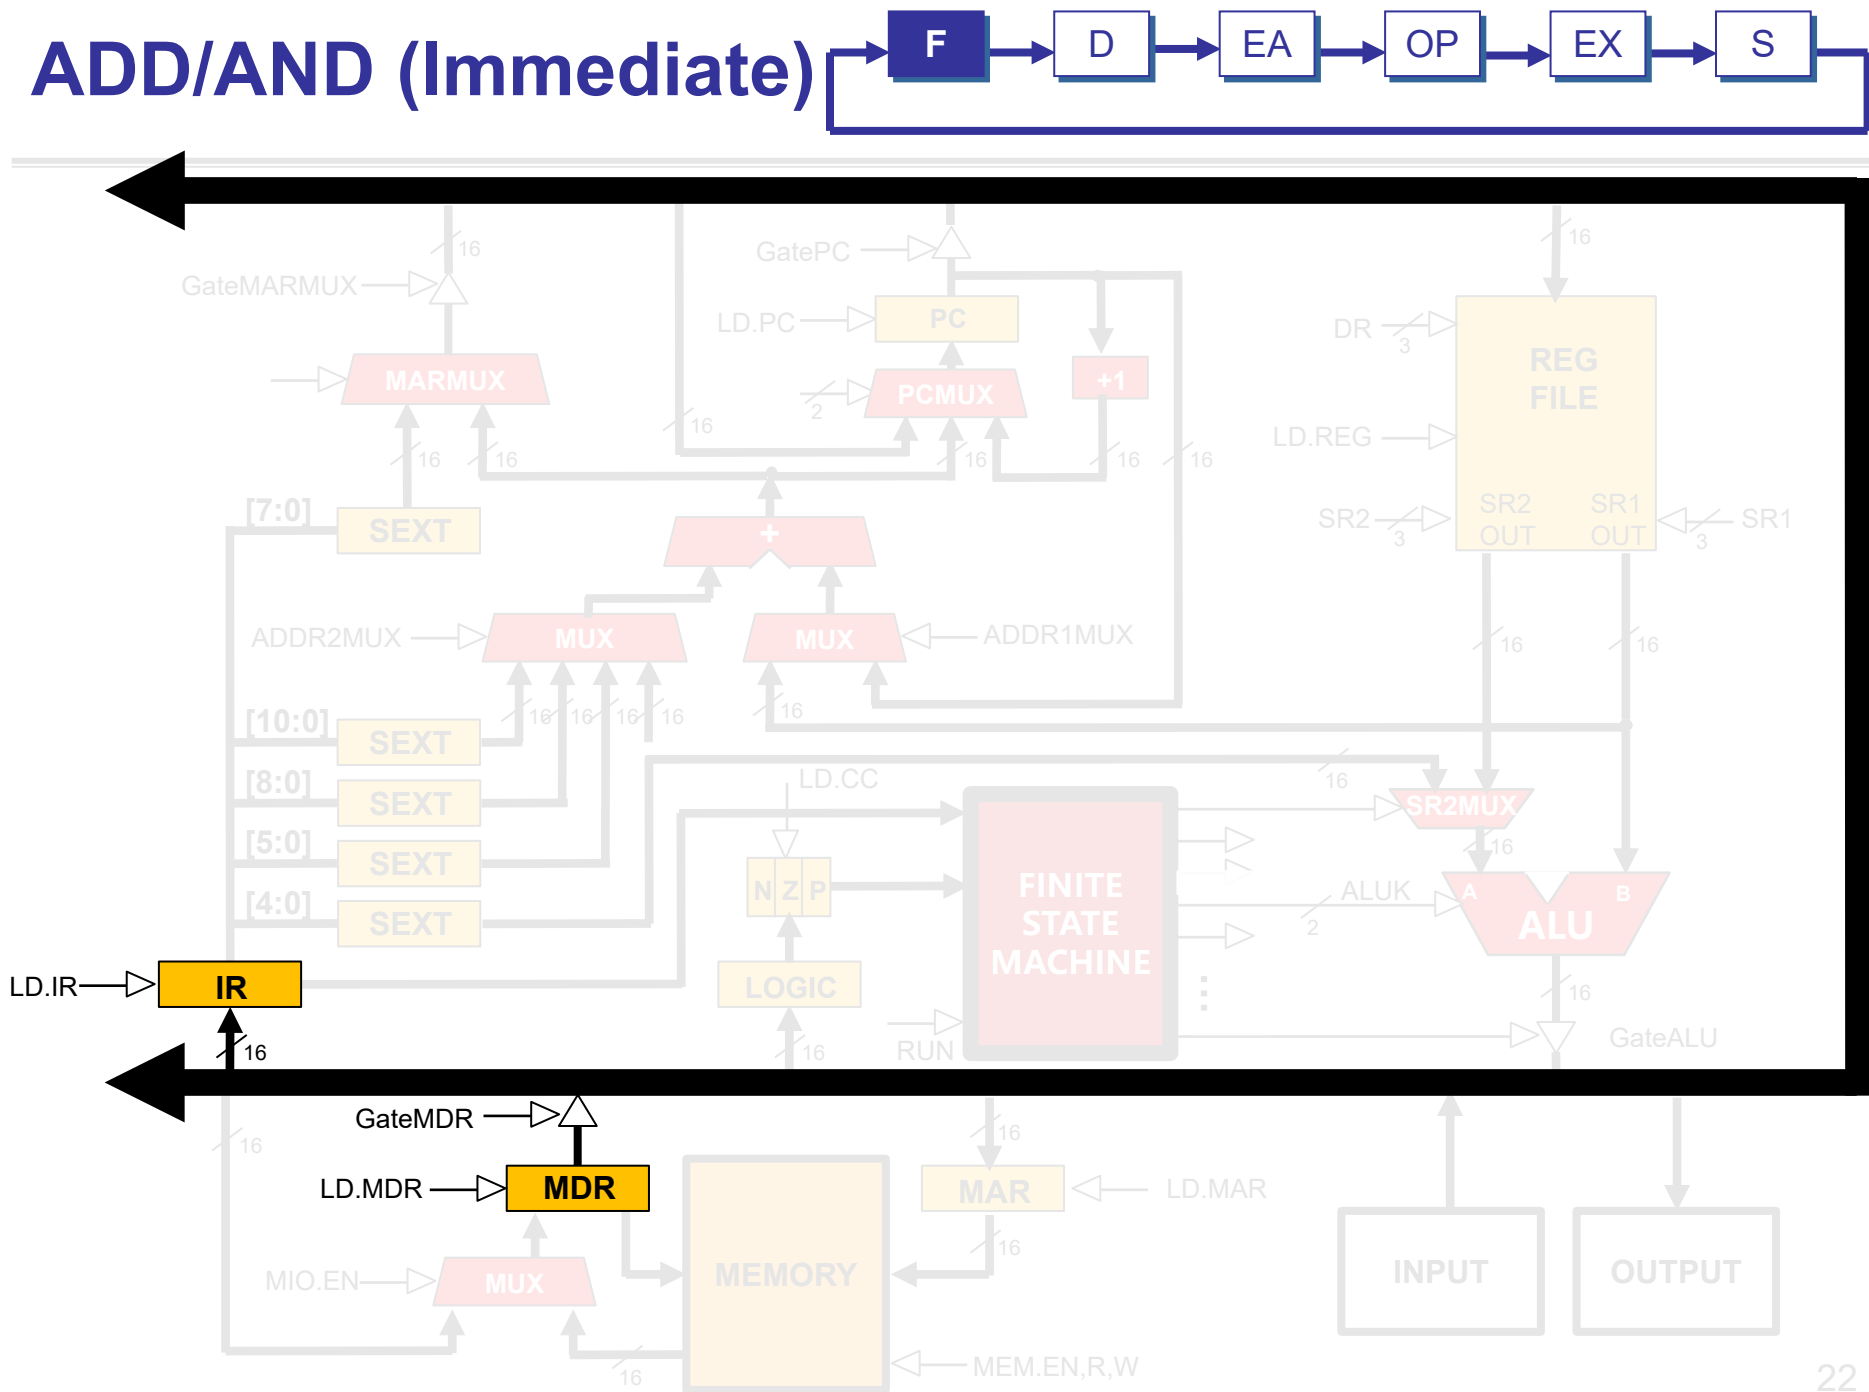 ADD/AND (Immediate)
F
D
EA
OP
EX
S
16
GatePC
16
GateMARMUX
LD.PC
PC
DR
3
REG
FILE
MARMUX
2
PCMUX
+1
16
LD.REG
16
16
16
16
16
[7:0]
SEXT
+
SR2
3
SR2
OUT
SR1
OUT
3
SR1
ADDR2MUX
MUX
MUX
ADDR1MUX
16
16
16
16
16
16
16
[10:0]
SEXT
[8:0]
SEXT
LD.CC
16
SR2MUX
[5:0]
SEXT
16
N
Z
P
FINITE
STATE
MACHINE
ALUK
2
A
B
ALU
[4:0]
SEXT
LD.IR
IR
LOGIC
16
16
16
RUN
GateALU
GateMDR
16
16
LD.MDR
MDR
MAR
LD.MAR
16
MIO.EN
MUX
MEMORY
INPUT
OUTPUT
16
MEM.EN,R,W
22